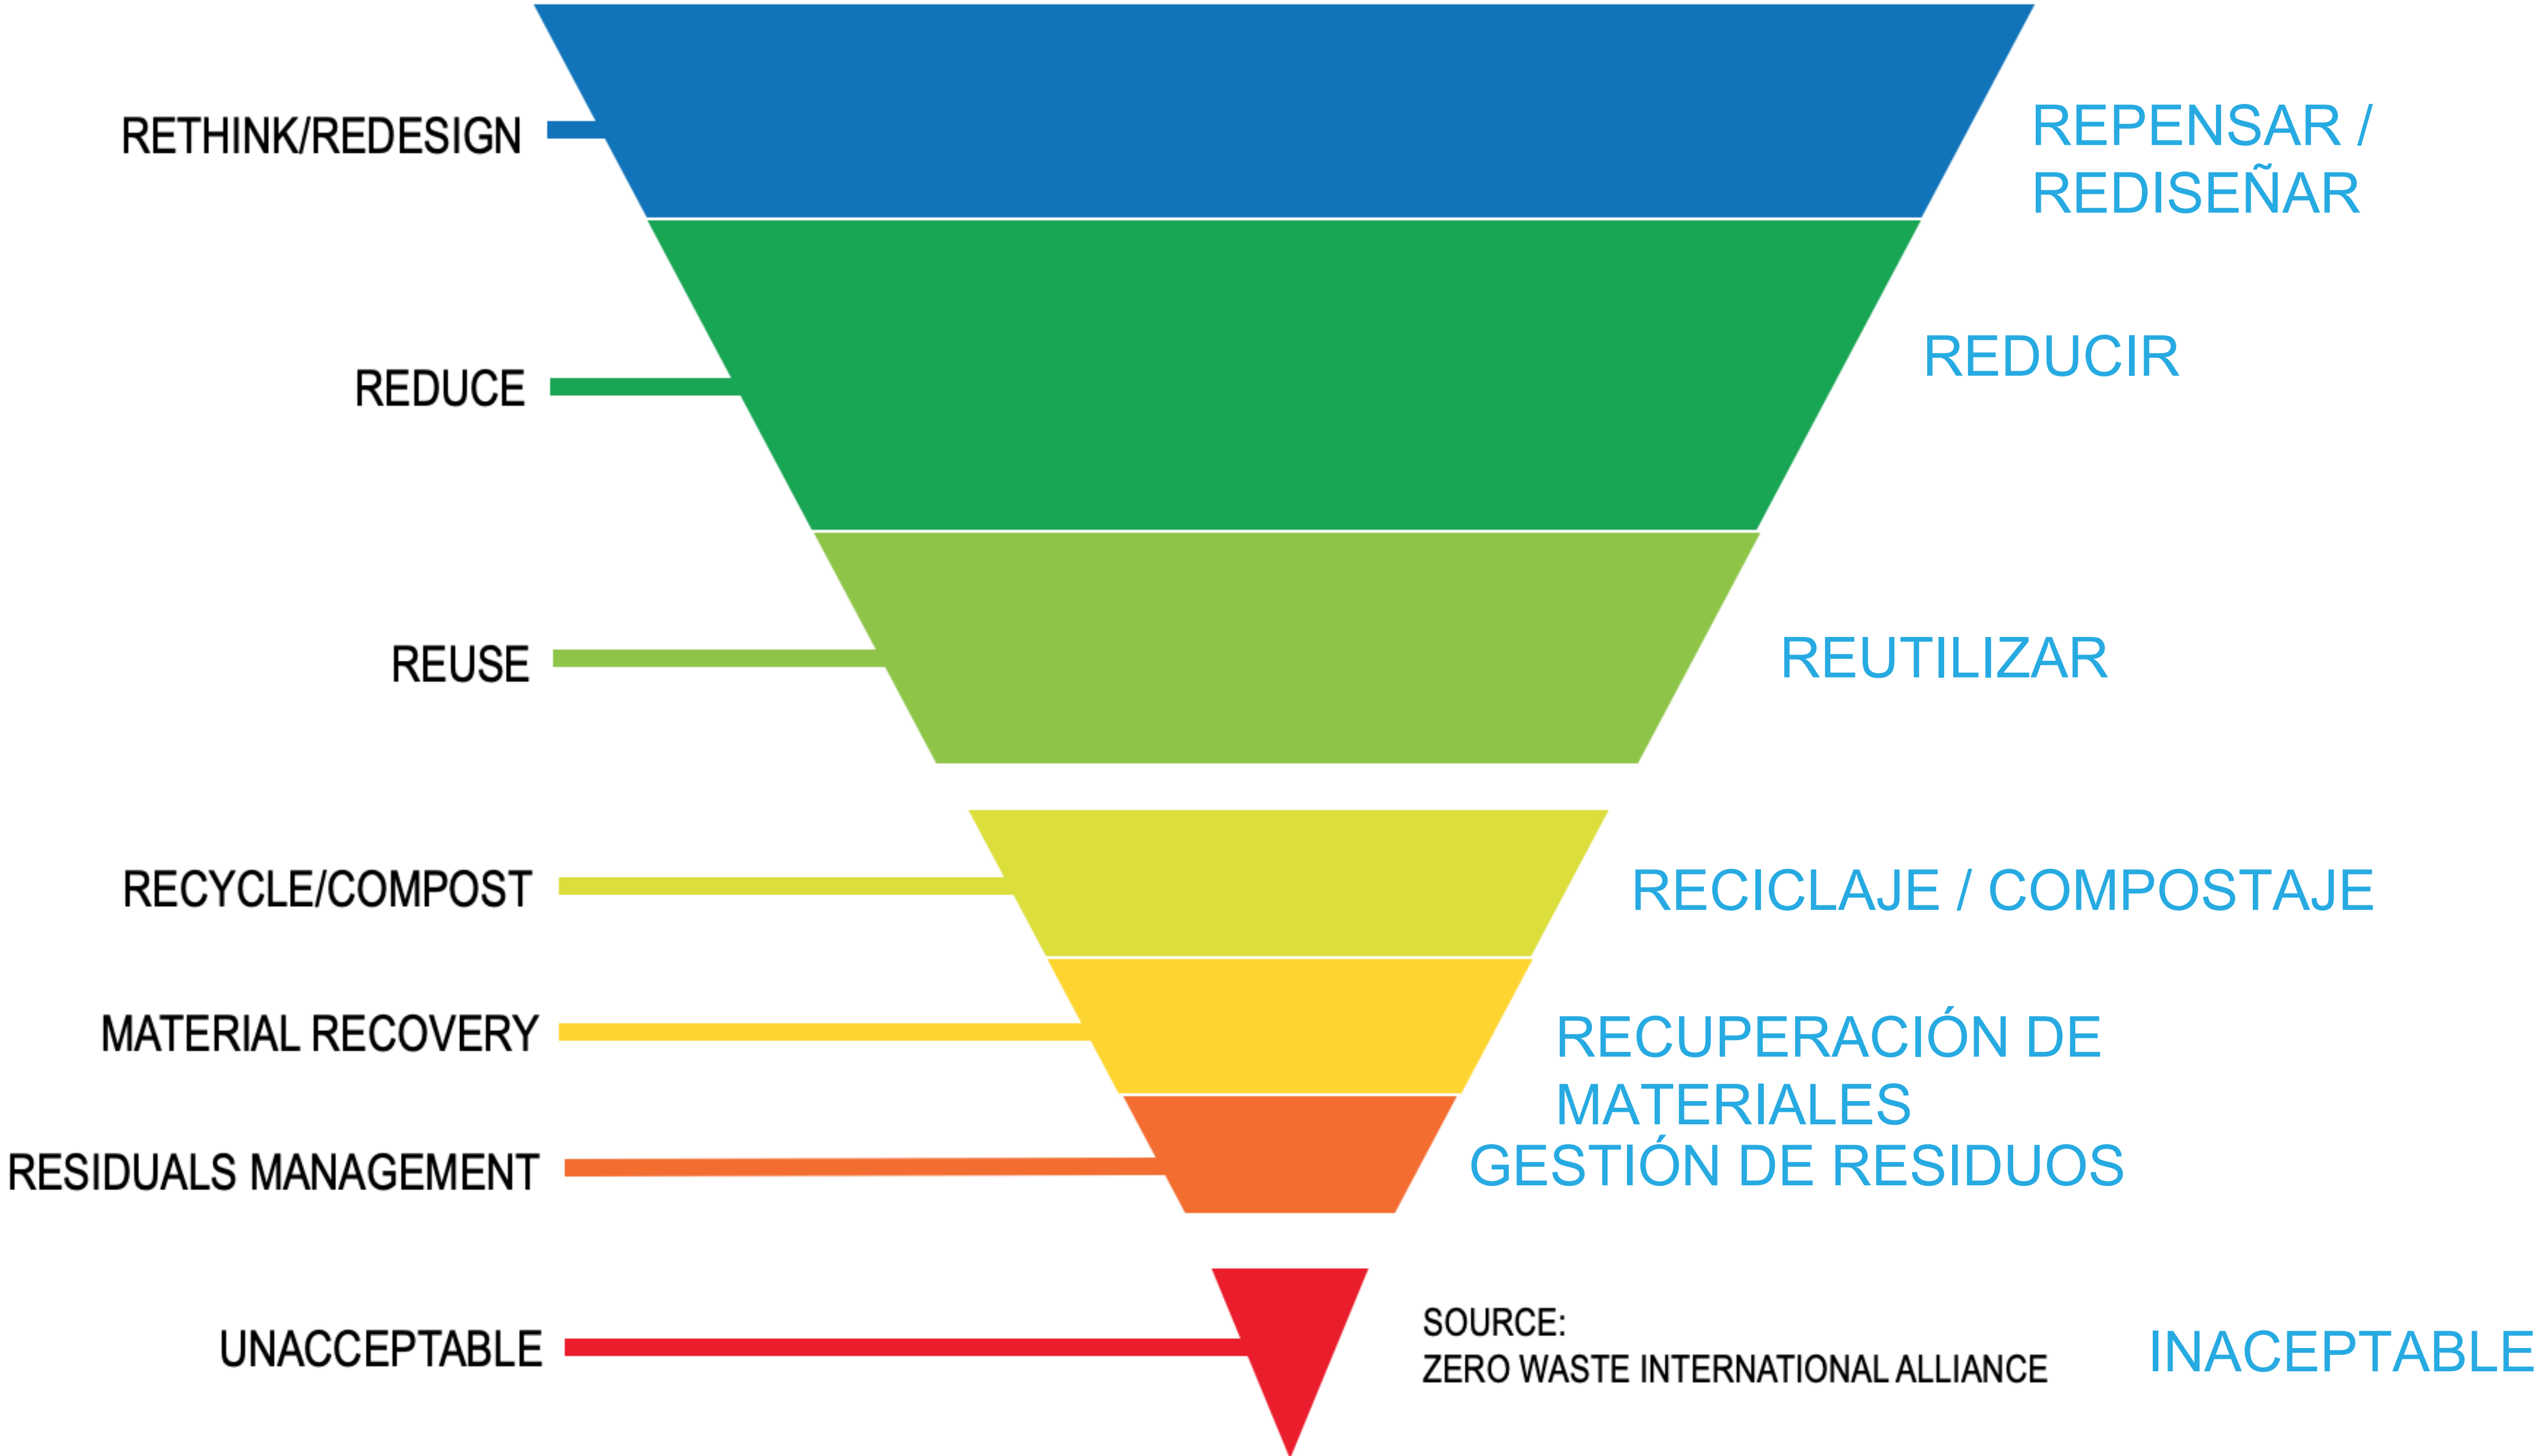 RETHINK/REDESIGN
REPENSAR /
REDISEÑAR
REDUCE
REDUCIR
REUSE
REUTILIZAR
RECYCLE/COMPOST
RECICLAJE / COMPOSTAJE
MATERIAL RECOVERY
RECUPERACIÓN DE
MATERIALES
RESIDUALS MANAGEMENT
GESTIÓN DE RESIDUOS
UNACCEPTABLE
SOURCE:
ZERO WASTE INTERNATIONAL ALLIANCE
INACEPTABLE